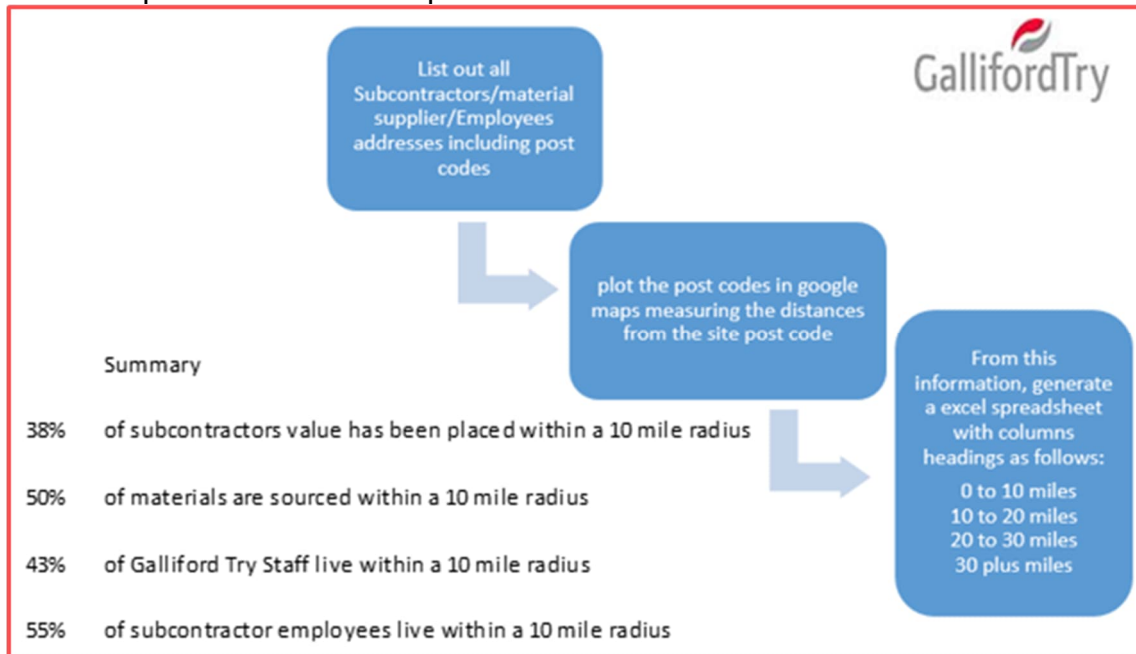 List out all
Subcontractors/material
supplier/Employees
addresses including post
codes
GallifordTry
plot the post codes in google
maps measuring the distances
from the site post code
From this
information, generate
a excel spreadsheet
with columns
headings as follows:
0 to 10 miles
10 to 20 miles
20 to 30 miles
30 plus miles
Summary
38% of subcontractors value has been placed within a 10 mile radius
50% of materials are sourced within a 10 mile radius
43% of Galliford Try Staff live within a 10 mile radius
55% of subcontractor employees live within a 10 mile radius